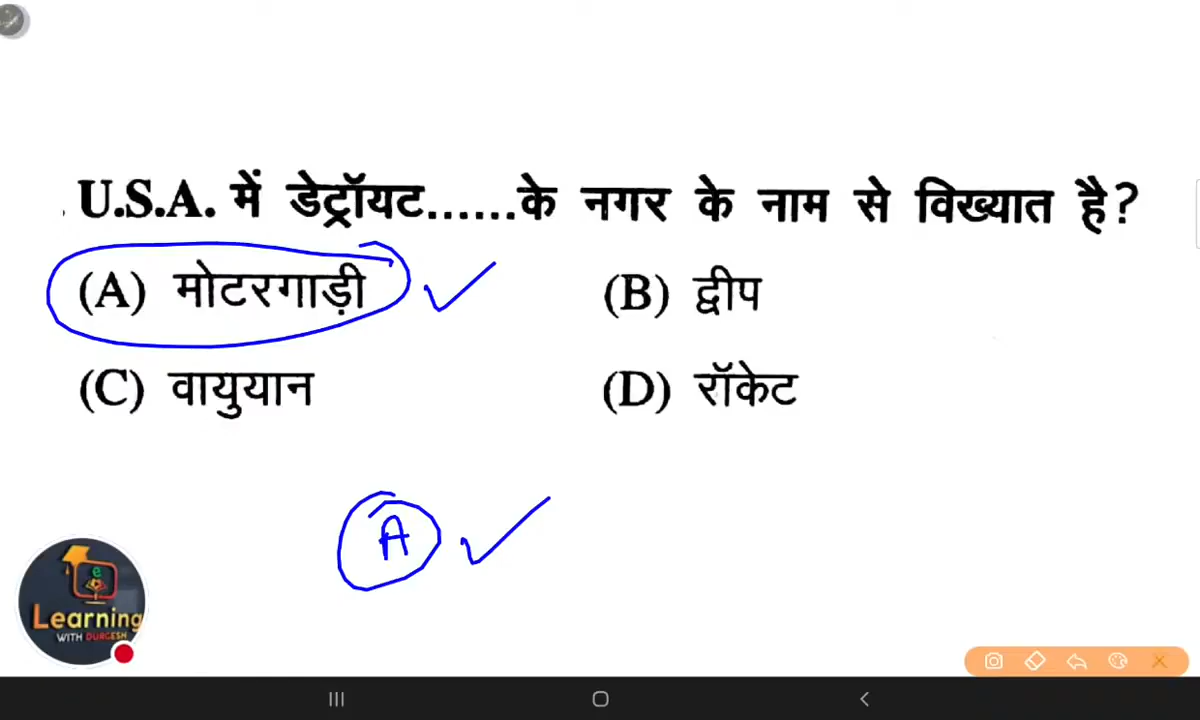 U.S.A. में डेट्रॉयट......के नगर के नाम से विख्यात है?
(A) मोटरगाड़ी (B) द्वीप
(C) वायुयान (D) रॉकेट
A
e
Learning
WITH DURGESH